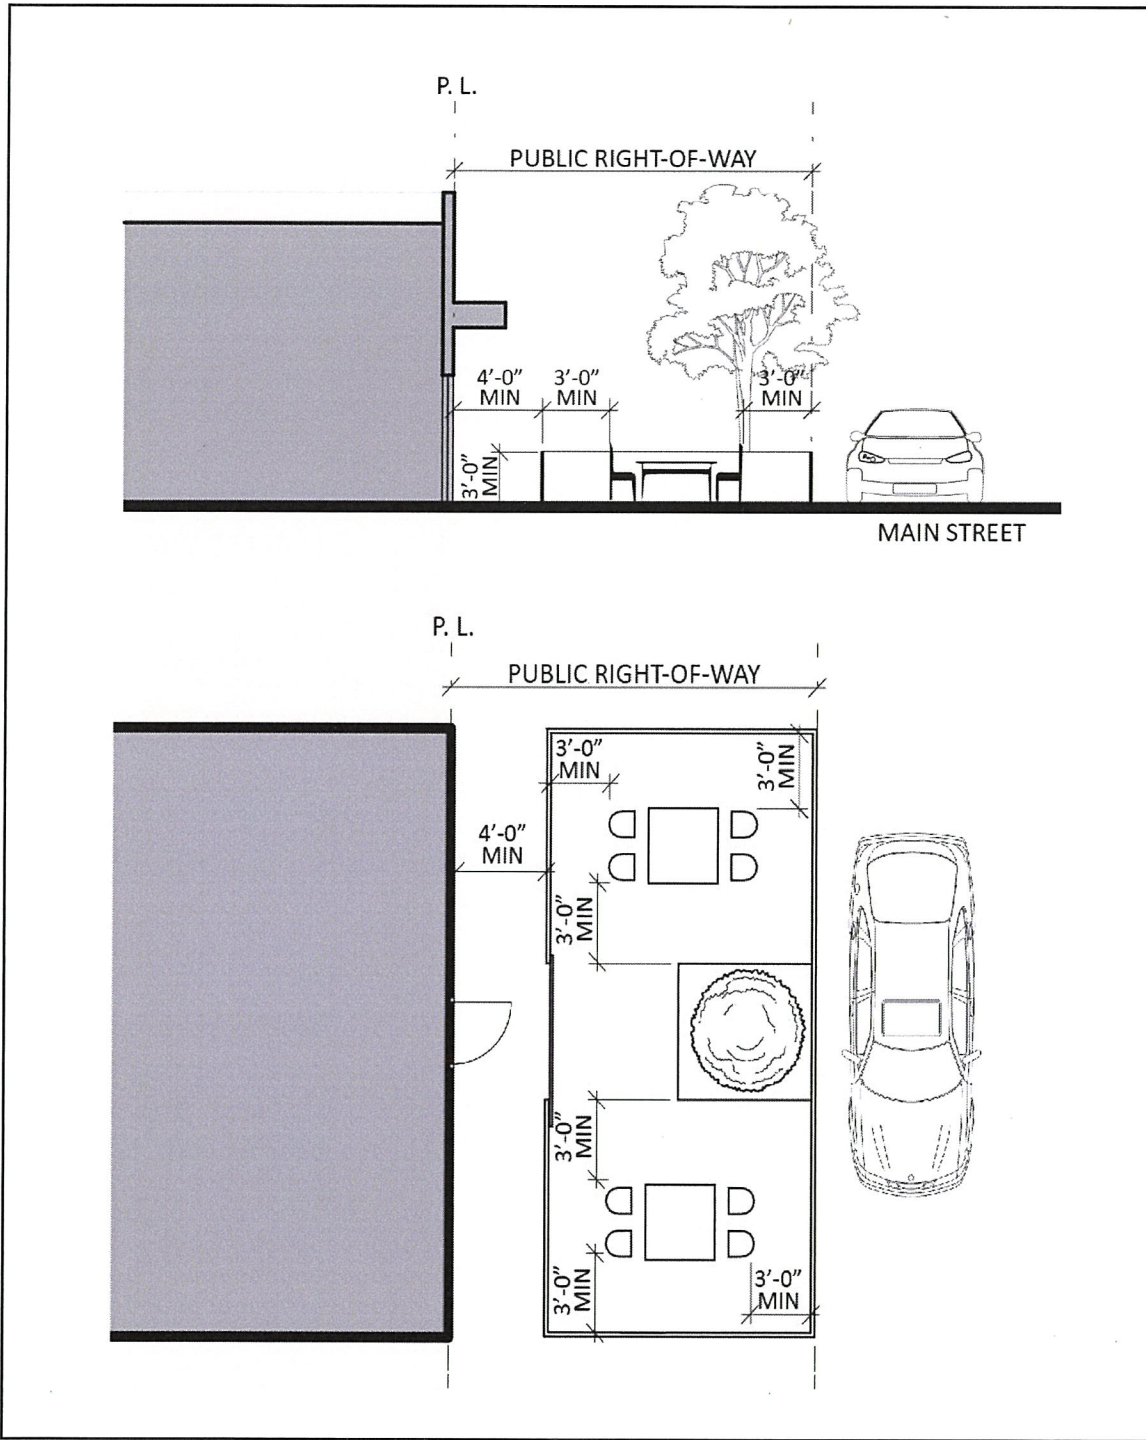 P. L.
PUBLIC RIGHT-OF-WAY
4’-0”
MIN
3’-0”
MIN
3’-0”
MIN
3’-0”
MIN
MAIN STREET
P. L.
PUBLIC RIGHT-OF-WAY
3’-0”
MIN
3’-0”
MIN
4’-0”
MIN
3’-0”
MIN
3’-0”
MIN
3’-0”
MIN
3’-0”
MIN